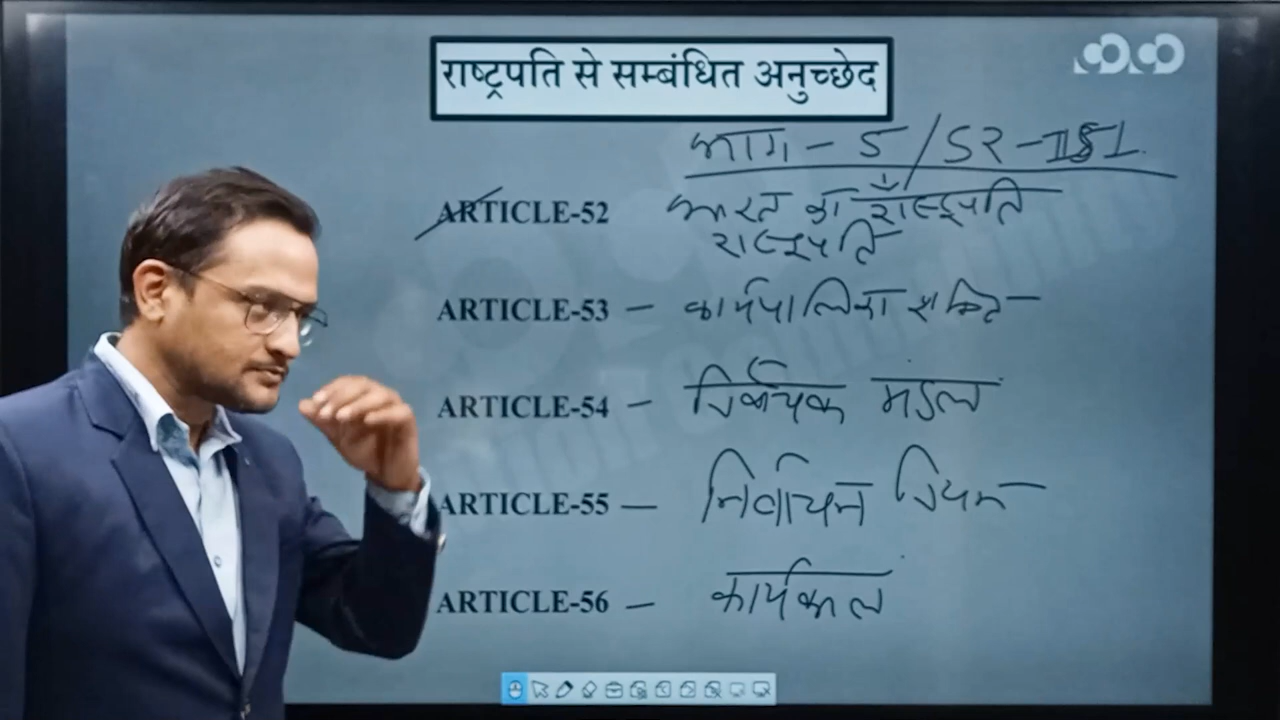 राष्ट्रपति से सम्बंधित अनुच्छेद
भाग - 5 / 52 - 151
ARTICLE-52 भारत का राष्ट्रपति
राष्ट्रपति
ARTICLE-53 – कार्यपालिका शक्ति –
ARTICLE-54 – निर्वाचक मंडल
ARTICLE-55 – निर्वाचन नियम
ARTICLE-56 – कार्यकाल